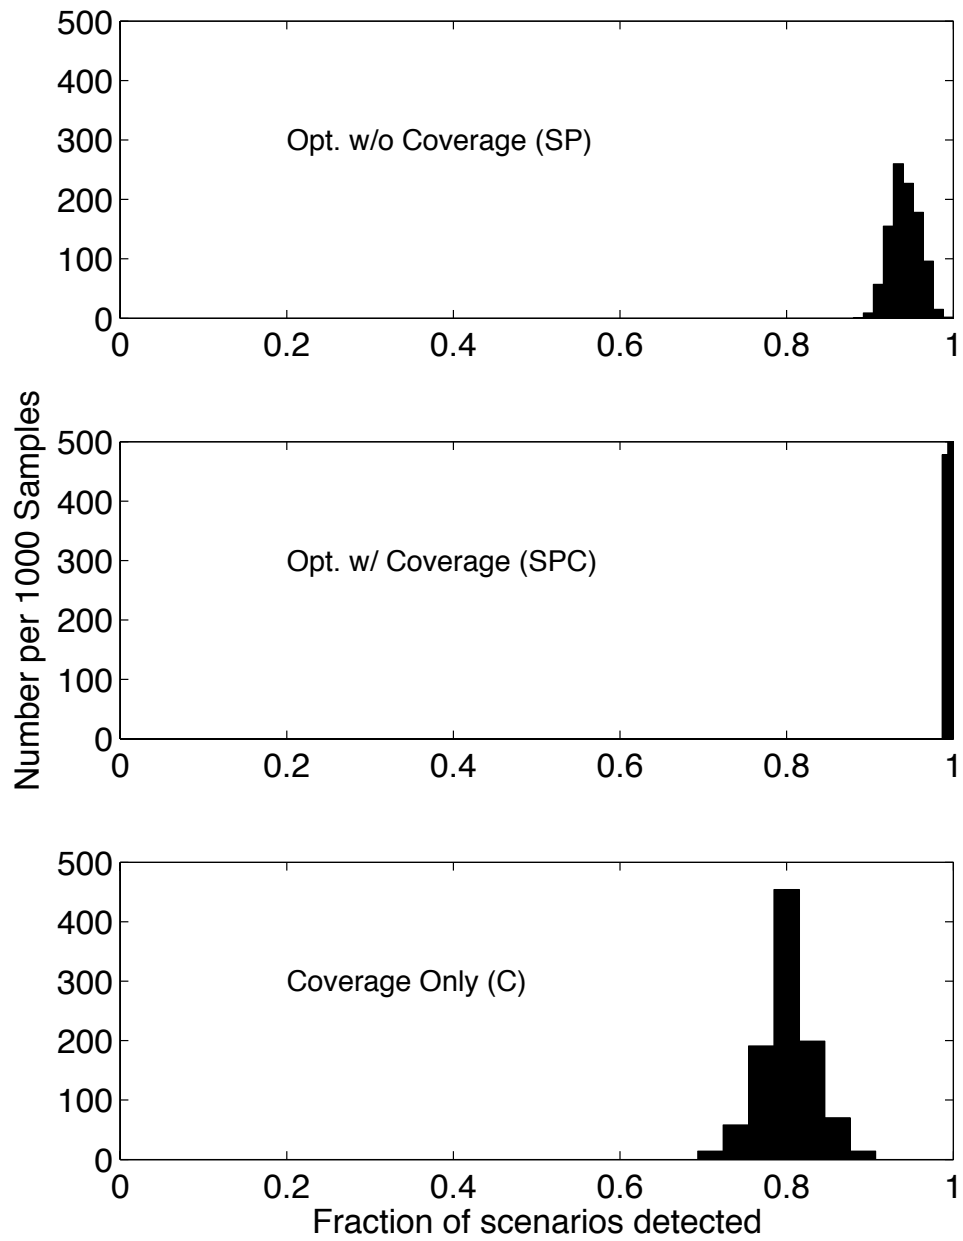 500
400
300
200
100
0
Opt. w/o Coverage (SP)
0 0.2 0.4 0.6 0.8 1
Number per 1000 Samples
500
400
300
200
100
0
Opt. w/ Coverage (SPC)
0 0.2 0.4 0.6 0.8 1
500
400
300
200
100
0
Coverage Only (C)
0 0.2 0.4 0.6 0.8 1
Fraction of scenarios detected